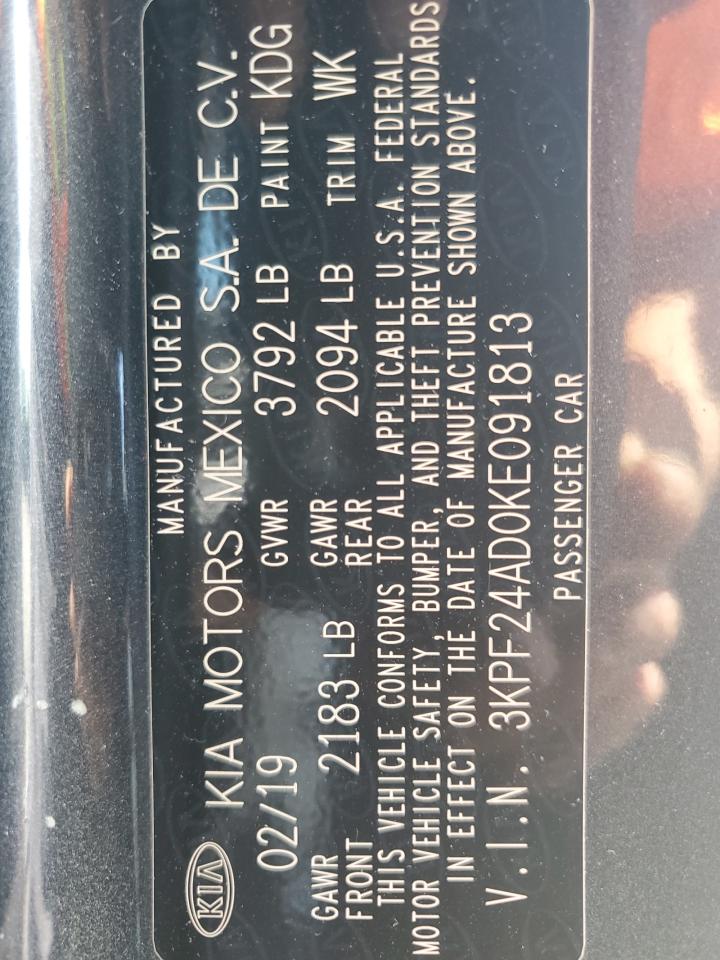 MANUFACTURED BY
KIA KIA MOTORS MEXICO S.A. DE C.V.
02/19 GVWR 3792 LB PAINT KDG
GAWR FRONT 2183 LB GAWR REAR 2094 LB TRIM WK
THIS VEHICLE CONFORMS TO ALL APPLICABLE U.S.A. FEDERAL
MOTOR VEHICLE SAFETY, BUMPER, AND THEFT PREVENTION STANDARDS
IN EFFECT ON THE DATE OF MANUFACTURE SHOWN ABOVE.
V.I.N. 3KPF24AD0KE091813
PASSENGER CAR